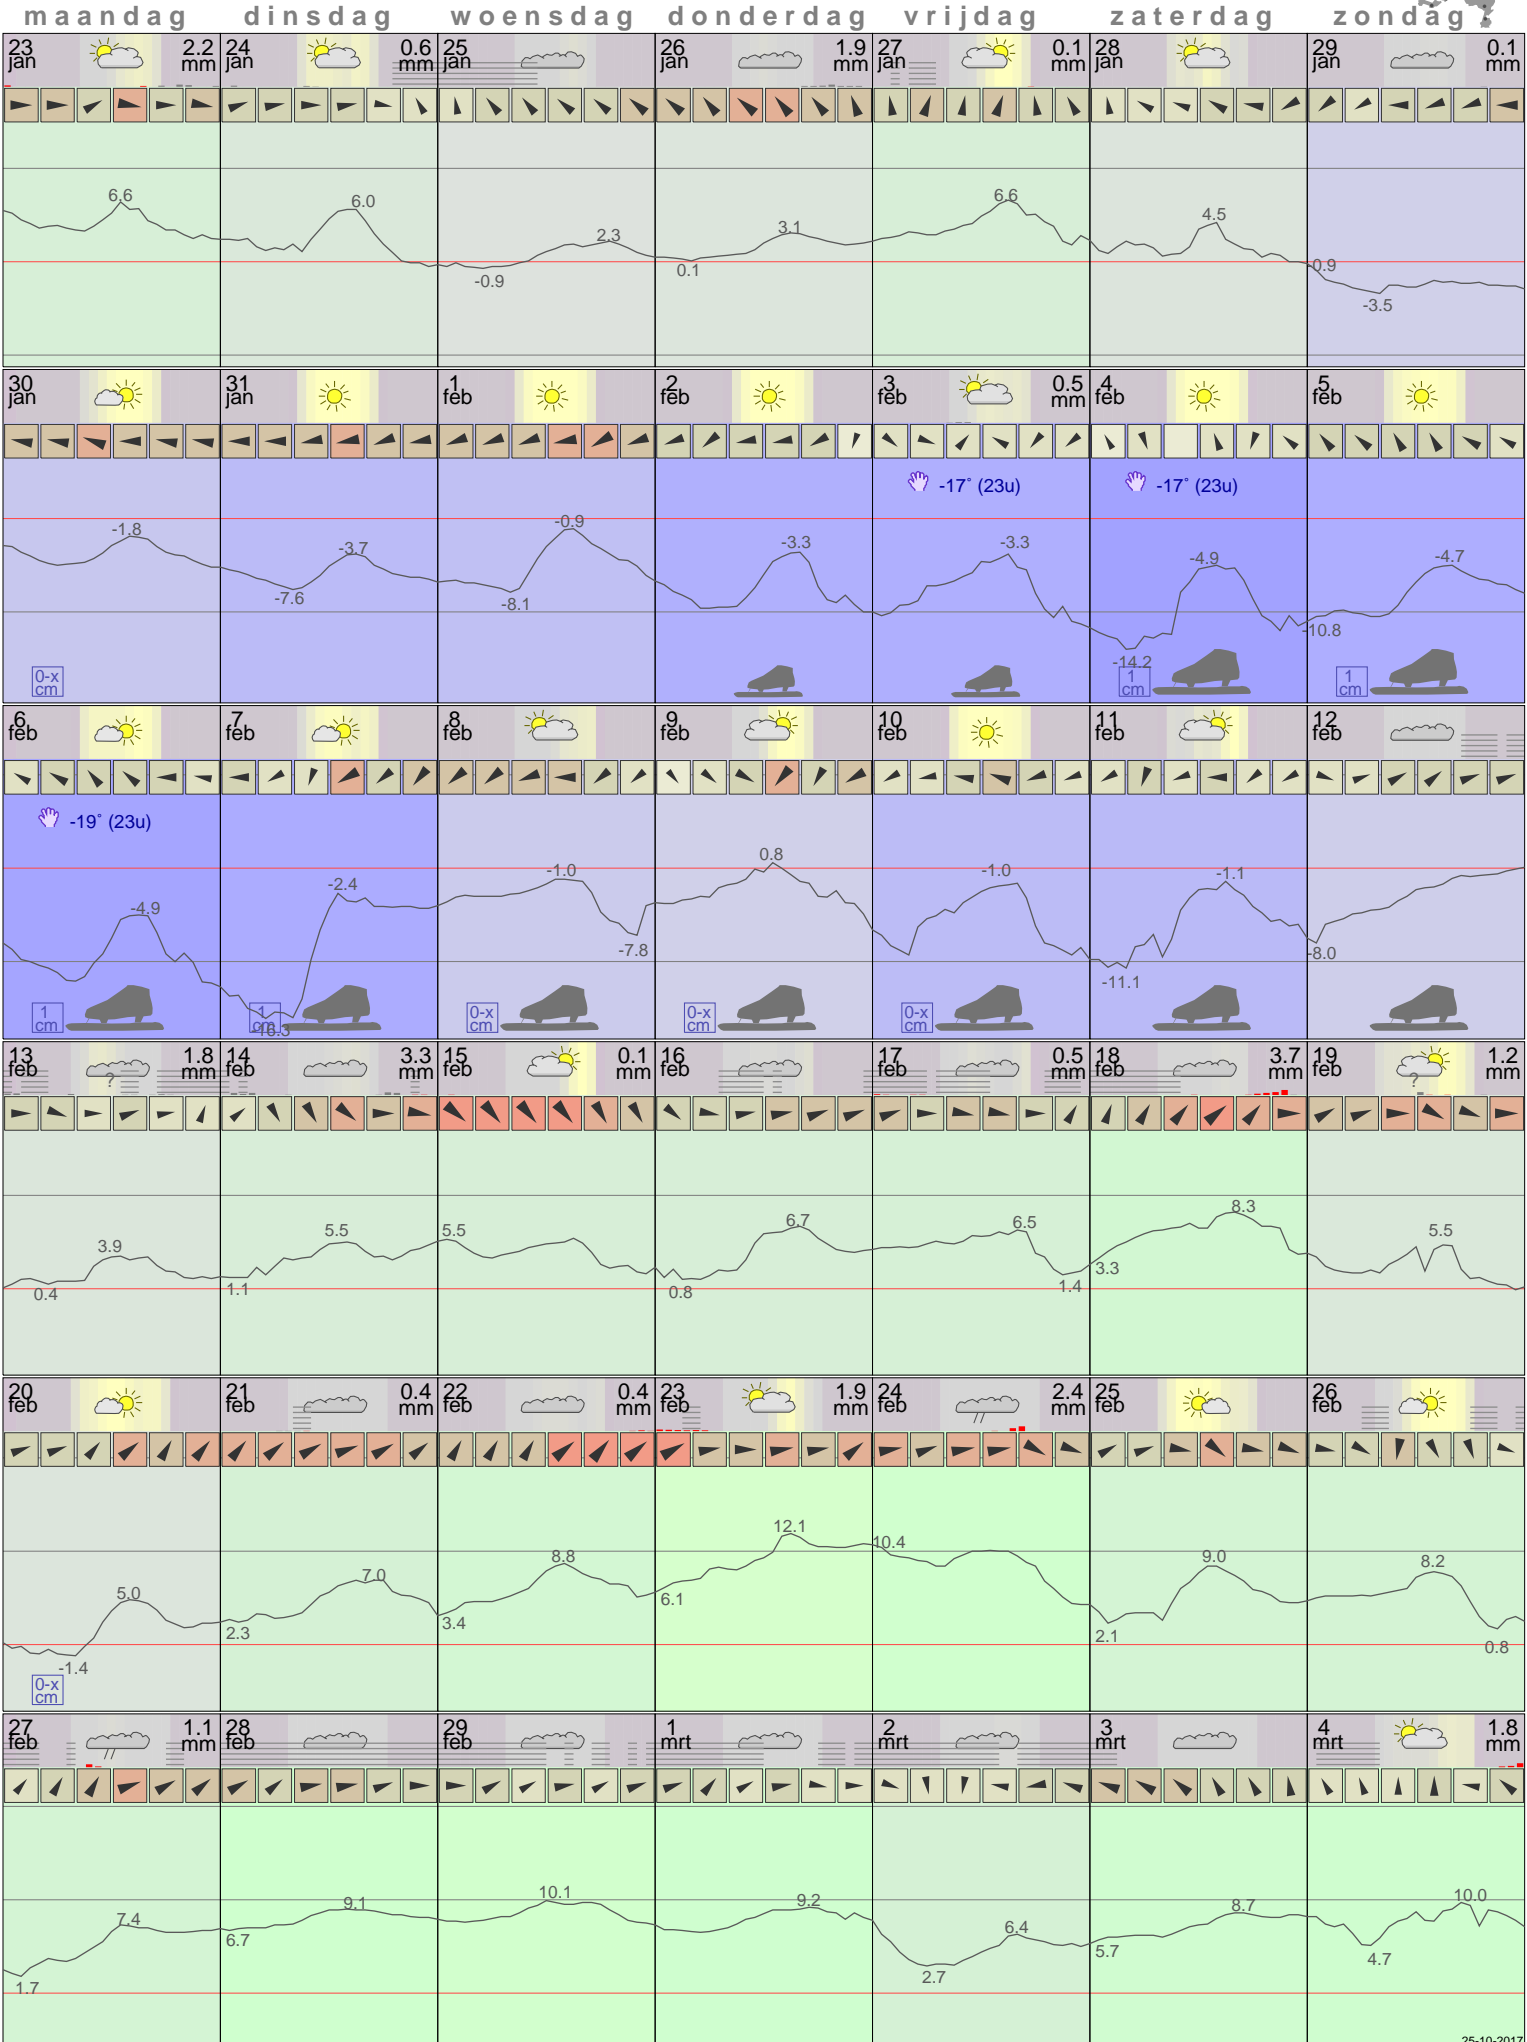 maandag dinsdag woensdag donderdag vrijdag zaterdag zondag
23 jan 2.2 mm 24 jan 0.6 mm 25 jan 26 jan 1.9 mm 27 jan 0.1 mm 28 jan 29 jan 0.1 mm
6.6 6.0 -0.9 2.3 0.1 3.1 6.6 4.5 -0.9 -3.5
30 jan 31 jan 1 feb 2 feb 3 feb 0.5 mm 4 feb 5 feb
-17° (23u) -17° (23u)
-1.8 -7.6 -3.7 -8.1 -0.9 -3.3 -3.3 -14.2 -4.9 -10.8 -4.7
0-x cm 1 cm 1 cm
6 feb 7 feb 8 feb 9 feb 10 feb 11 feb 12 feb
-19° (23u)
-4.9 -16.3 -2.4 -1.0 -7.8 0.8 -1.0 -11.1 -1.1 -8.0
1 cm 1 cm 0-x cm 0-x cm 0-x cm
13 feb ? 1.8 mm 14 feb 3.3 mm 15 feb 0.1 mm 16 feb 17 feb 0.5 mm 18 feb 3.7 mm 19 feb ? 1.2 mm
0.4 3.9 1.1 5.5 5.5 0.8 6.7 6.5 1.4 3.3 8.3 5.5
20 feb 21 feb 0.4 mm 22 feb 0.4 mm 23 feb 1.9 mm 24 feb 2.4 mm 25 feb 26 feb
-1.4 5.0 2.3 7.0 3.4 8.8 6.1 12.1 10.4 2.1 9.0 8.2 0.8
0-x cm
27 feb 1.1 mm 28 feb 29 feb 1 mrt 2 mrt 3 mrt 4 mrt 1.8 mm
1.7 7.4 6.7 9.1 10.1 9.2 2.7 6.4 5.7 8.7 4.7 10.0
25-10-2017